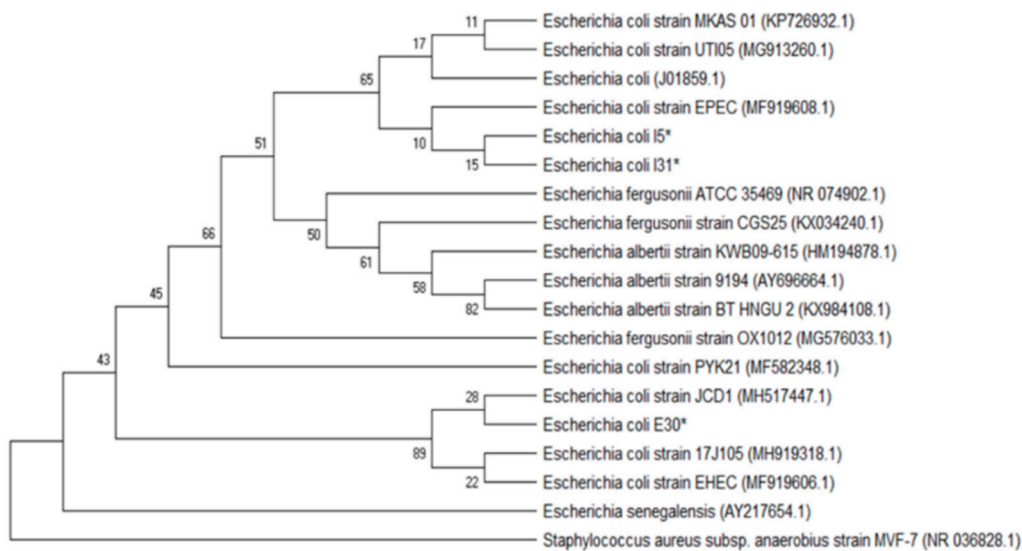 11
Escherichia coli strain MKAS 01 (KP726932.1)
17
Escherichia coli strain UTI05 (MG913260.1)
65
Escherichia coli (J01859.1)
Escherichia coli strain EPEC (MF919608.1)
51
10
Escherichia coli I5*
15
Escherichia coli I31*
Escherichia fergusonii ATCC 35469 (NR 074902.1)
66
50
Escherichia fergusonii strain CGS25 (KX034240.1)
61
Escherichia albertii strain KWB09-615 (HM194878.1)
45
58
Escherichia albertii strain 9194 (AY696664.1)
82
Escherichia albertii strain BT HNGU 2 (KX984108.1)
43
Escherichia fergusonii strain OX1012 (MG576033.1)
Escherichia coli strain PYK21 (MF582348.1)
28
Escherichia coli strain JCD1 (MH517447.1)
Escherichia coli E30*
89
Escherichia coli strain 17J105 (MH919318.1)
22
Escherichia coli strain EHEC (MF919606.1)
Escherichia senegalensis (AY217654.1)
Staphylococcus aureus subsp. anaerobius strain MVF-7 (NR 036828.1)